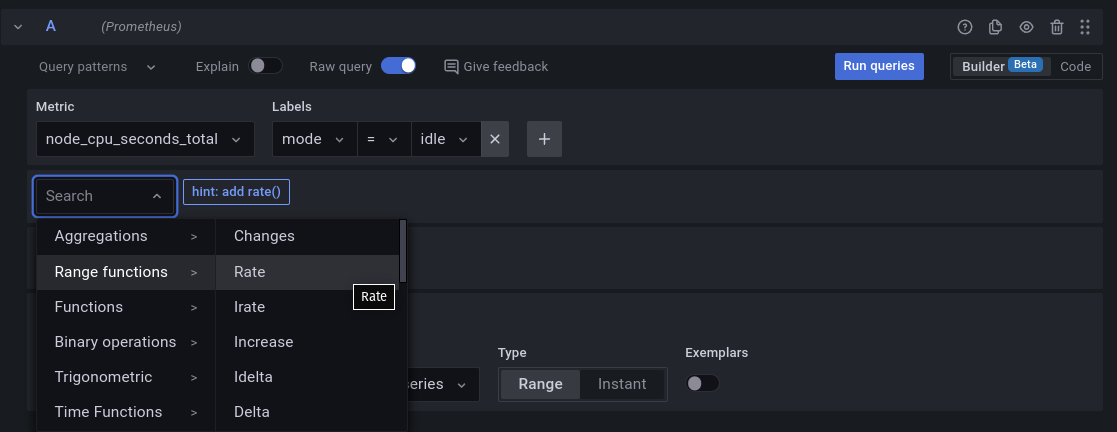 A (Prometheus)
Query patterns Explain Raw query Give feedback Run queries Builder Beta Code
Metric Labels
node_cpu_seconds_total mode = idle
Search hint: add rate()
Aggregations > Changes
Range functions > Rate
Rate
Functions > Irate
Binary operations > Increase
Type Exemplars
Trigonometric > Idelta
eries Range Instant
Time Functions > Delta